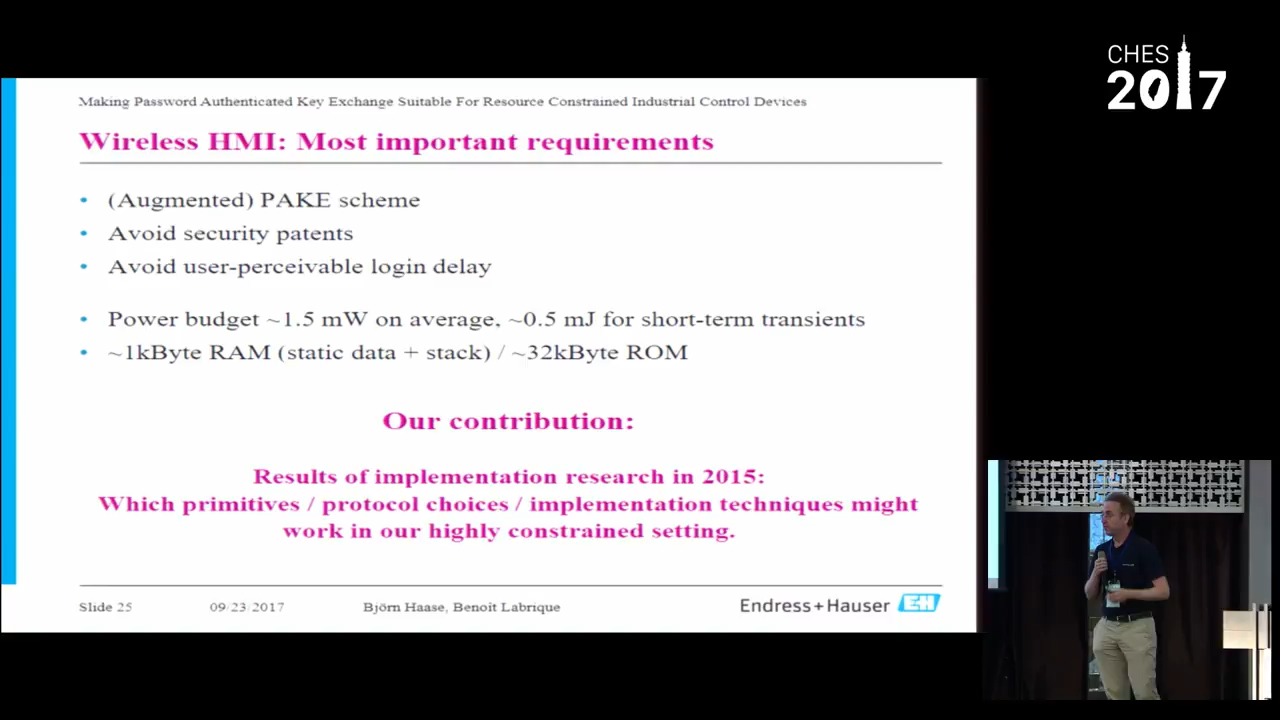 CHES
2017
Making Password Authenticated Key Exchange Suitable For Resource Constrained Industrial Control Devices
Wireless HMI: Most important requirements
• (Augmented) PAKE scheme
• Avoid security patents
• Avoid user-perceivable login delay
• Power budget ~1.5 mW on average, ~0.5 mJ for short-term transients
• ~1kByte RAM (static data + stack) / ~32kByte ROM
Our contribution:
Results of implementation research in 2015:
Which primitives / protocol choices / implementation techniques might
work in our highly constrained setting.
Slide 25 09/23/2017 Björn Haase, Benoît Labrique Endress+Hauser EH